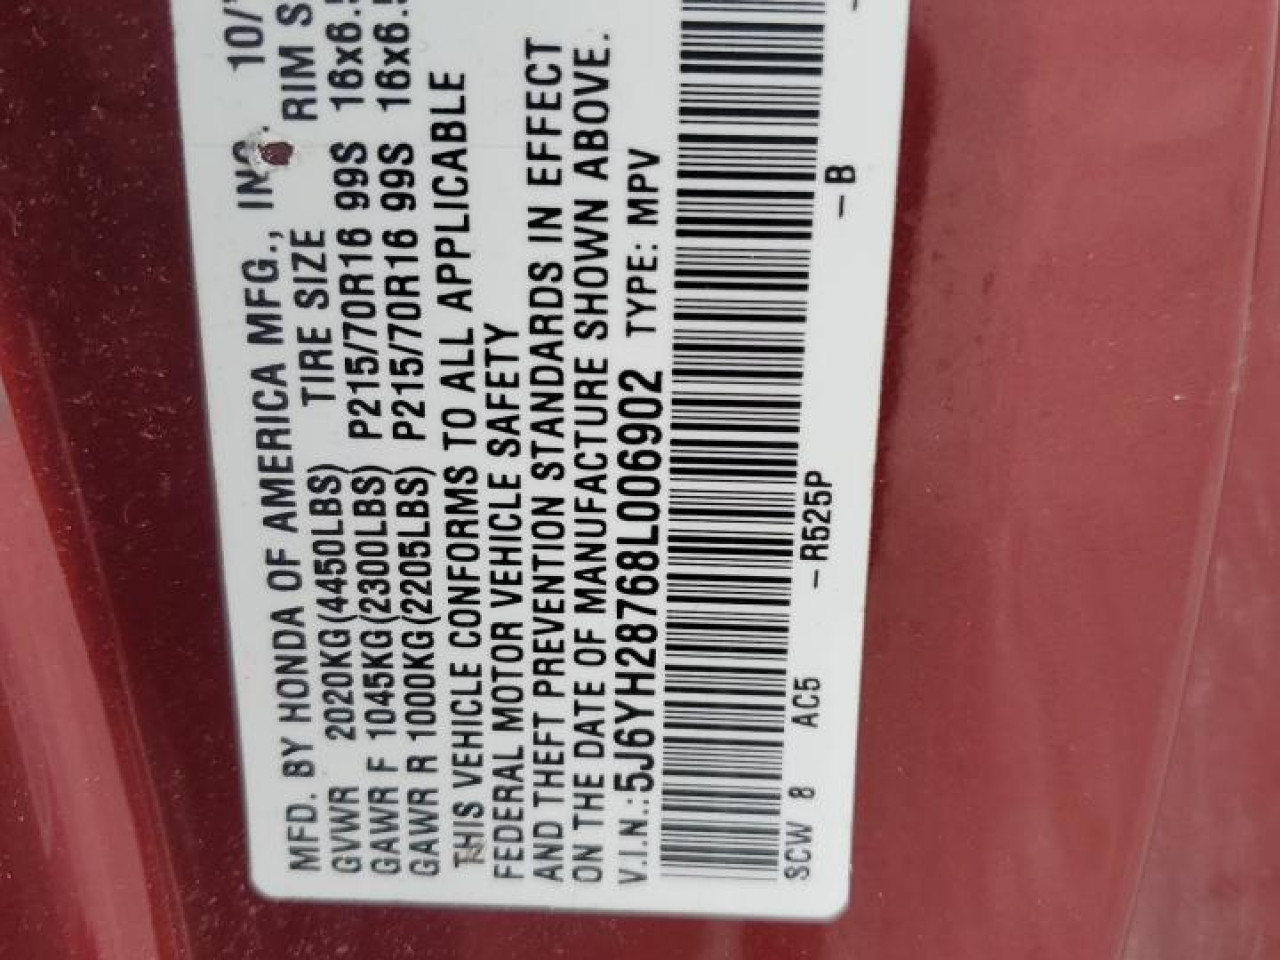 MFD. BY HONDA OF AMERICA MFG., INC 10/
TIRE SIZE RIM S
GVWR 2020KG(4450LBS)
GAWR F 1045KG(2300LBS) P215/70R16 99S 16x6.5
GAWR R 1000KG(2205LBS) P215/70R16 99S 16x6.5
THIS VEHICLE CONFORMS TO ALL APPLICABLE
FEDERAL MOTOR VEHICLE SAFETY
AND THEFT PREVENTION STANDARDS IN EFFECT
ON THE DATE OF MANUFACTURE SHOWN ABOVE.
V.I.N.:5J6YH28768L006902 TYPE: MPV
SCW 8 AC5 -R525P -B